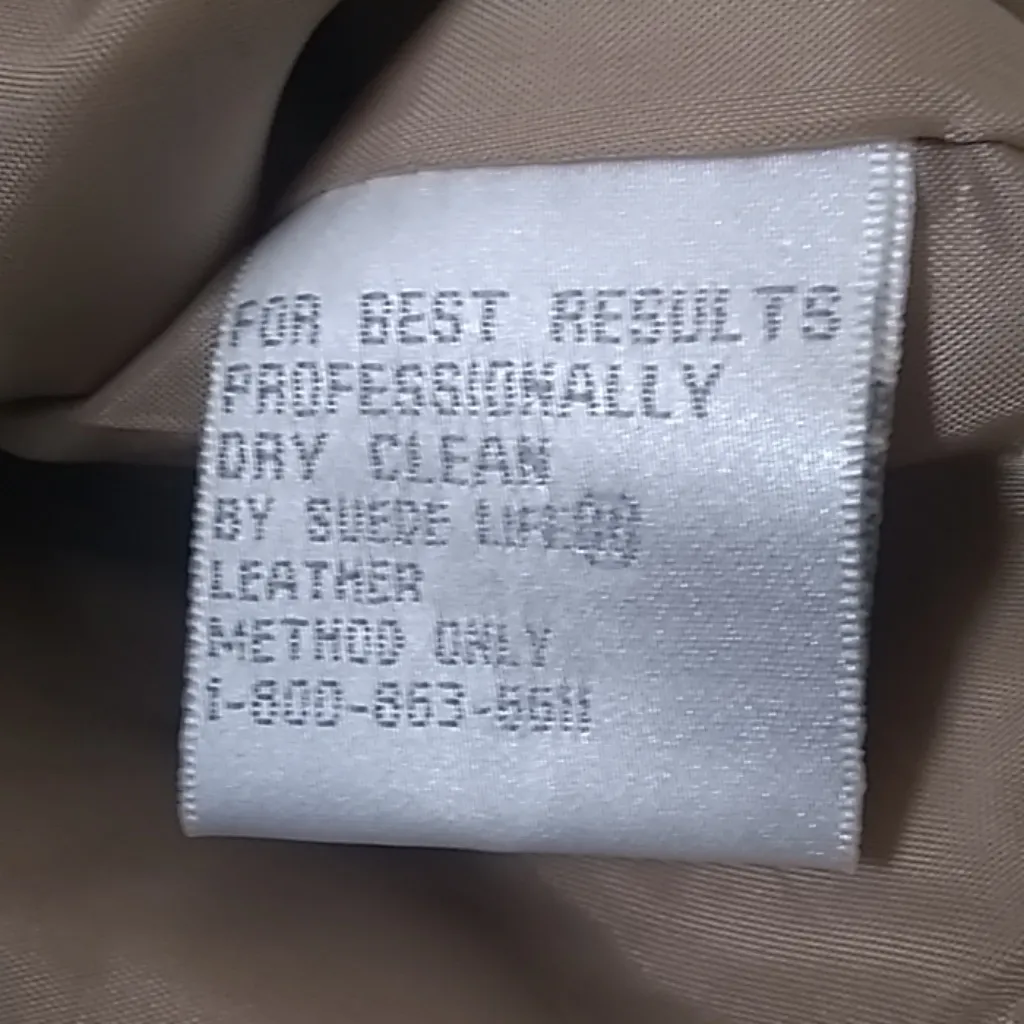 FOR BEST RESULTS
PROFESSIONALLY
DRY CLEAN
BY SUEDE
LEATHER
METHOD ONLY